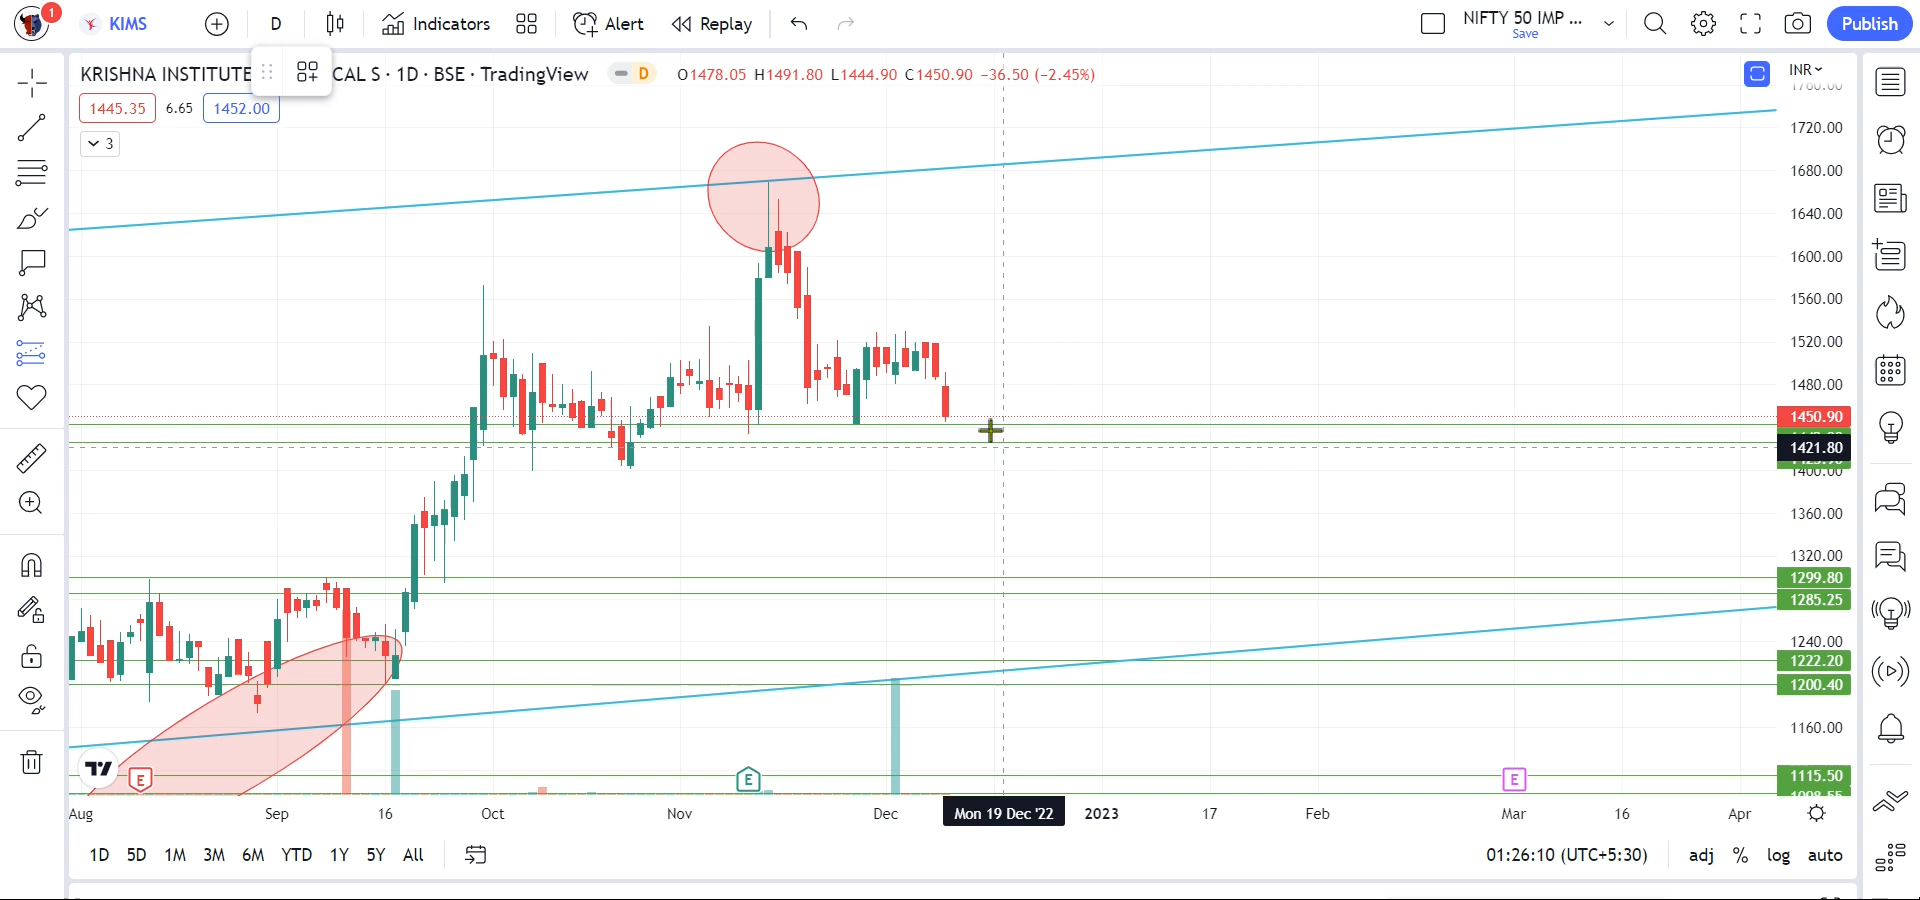 1
KIMS
D
Indicators
Alert
Replay
NIFTY 50 IMP ...
Save
Publish
KRISHNA INSTITUTE CAL S · 1D · BSE · TradingView
D
O1478.05 H1491.80 L1444.90 C1450.90 −36.50 (−2.45%)
INR
1445.35 6.65 1452.00
3
1760.00
1720.00
1680.00
1640.00
1600.00
1560.00
1520.00
1480.00
1450.90
1421.80
1400.00
1360.00
1320.00
1299.80
1285.25
1240.00
1222.20
1200.40
1160.00
1115.50
E
E
E
Aug Sep 16 Oct Nov Dec Mon 19 Dec '22 2023 17 Feb Mar 16 Apr
1D 5D 1M 3M 6M YTD 1Y 5Y All
01:26:10 (UTC+5:30) adj % log auto